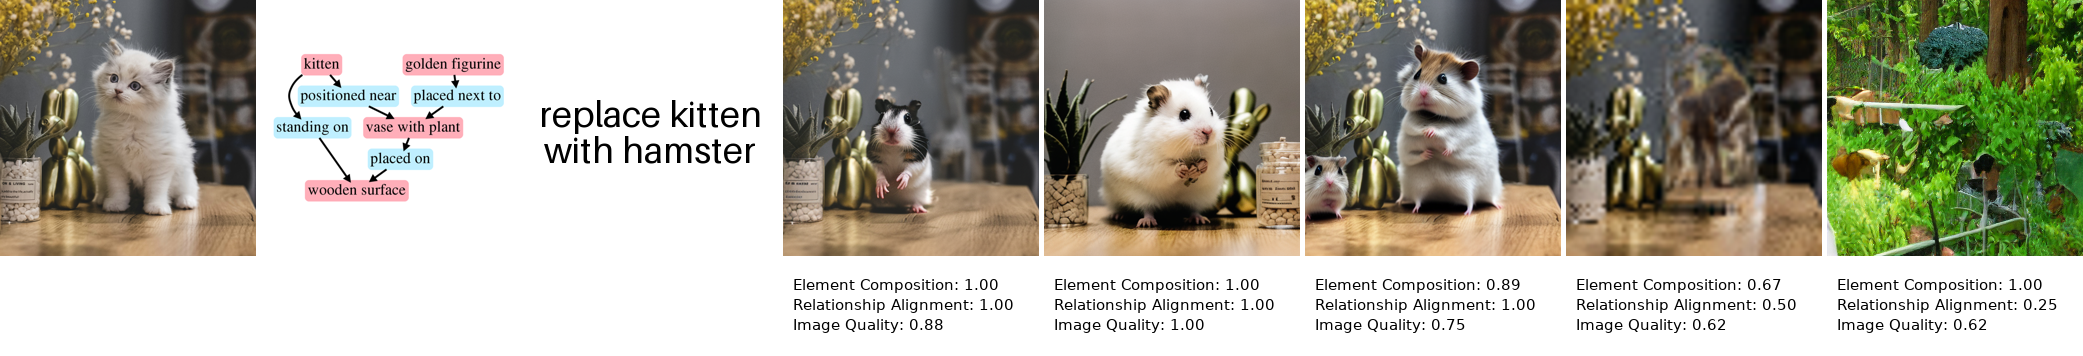 kitten
golden figurine
positioned near
placed next to
standing on
vase with plant
placed on
wooden surface
replace kitten
with hamster
Element Composition: 1.00
Relationship Alignment: 1.00
Image Quality: 0.88
Element Composition: 1.00
Relationship Alignment: 1.00
Image Quality: 1.00
Element Composition: 0.89
Relationship Alignment: 1.00
Image Quality: 0.75
Element Composition: 0.67
Relationship Alignment: 0.50
Image Quality: 0.62
Element Composition: 1.00
Relationship Alignment: 0.25
Image Quality: 0.62